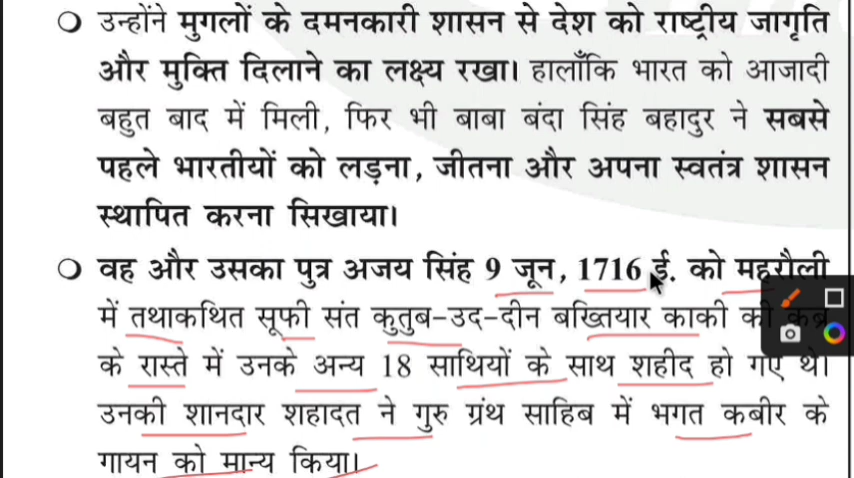 ○ उन्होंने मुगलों के दमनकारी शासन से देश को राष्ट्रीय जागृति
और मुक्ति दिलाने का लक्ष्य रखा। हालाँकि भारत को आजादी
बहुत बाद में मिली, फिर भी बाबा बंदा सिंह बहादुर ने सबसे
पहले भारतीयों को लड़ना, जीतना और अपना स्वतंत्र शासन
स्थापित करना सिखाया।
○ वह और उसका पुत्र अजय सिंह 9 जून, 1716 ई. को महरौली
में तथाकथित सूफी संत कुतुब-उद-दीन बख्तियार काकी की कब्र
के रास्ते में उनके अन्य 18 साथियों के साथ शहीद हो गए थे।
उनकी शानदार शहादत ने गुरु ग्रंथ साहिब में भगत कबीर के
गायन को मान्य किया।